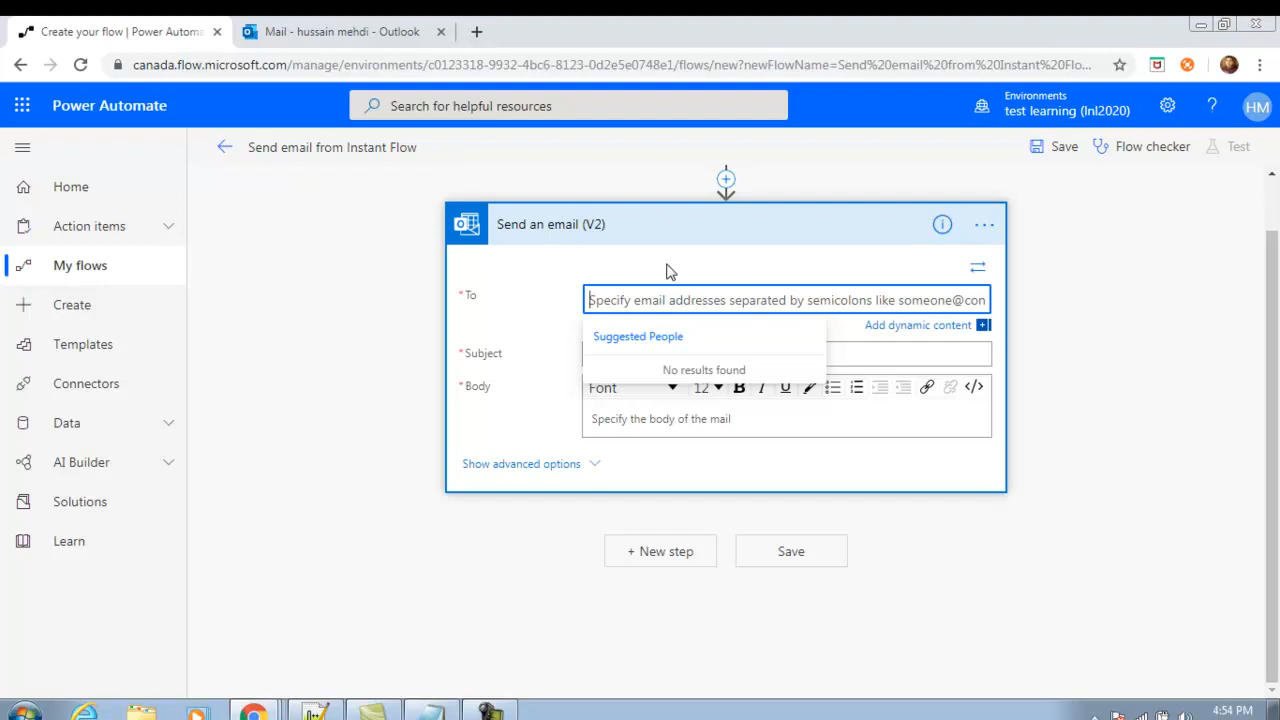 Create your flow | Power Automa
Mail - hussain mehdi - Outlook
canada.flow.microsoft.com/manage/environments/c0123318-9932-4bc6-8123-0d2e5e0748e1/flows/new?newFlowName=Send%20email%20from%20Instant%20Flo...
Power Automate
Search for helpful resources
Environments
test learning (lnl2020)
?
HM
Send email from Instant Flow
Save
Flow checker
Test
Home
Action items
My flows
Create
Templates
Connectors
Data
AI Builder
Solutions
Learn
Send an email (V2)
* To
Specify email addresses separated by semicolons like someone@con
Add dynamic content
Suggested People
No results found
* Subject
* Body
Font
12
B I U
Specify the body of the mail
Show advanced options
+ New step
Save
4:54 PM